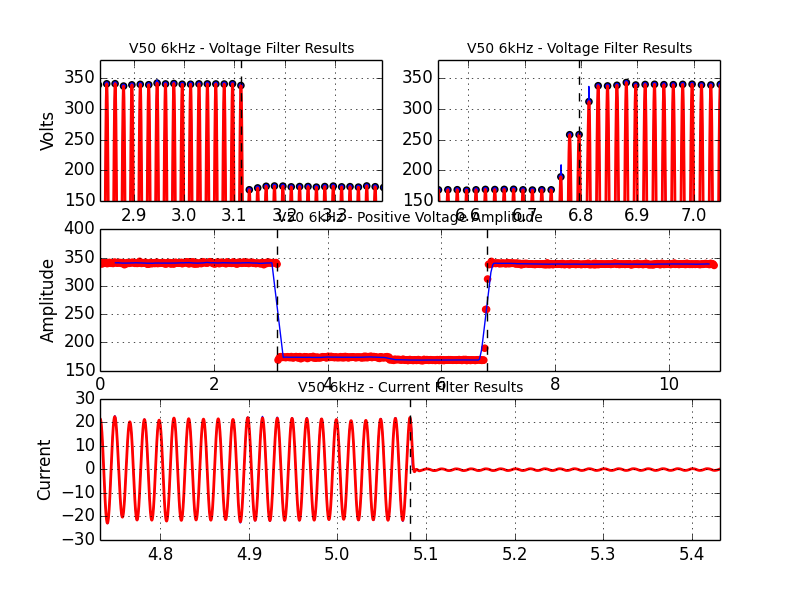 V50 6kHz - Voltage Filter Results
V50 6kHz - Voltage Filter Results
Volts
350
300
250
200
150
2.9 3.0 3.1 3.2 3.3
350
300
250
200
150
6.6 6.7 6.8 6.9 7.0
V50 6kHz - Positive Voltage Amplitude
Amplitude
400
350
300
250
200
150
0 2 4 6 8 10
V50 6kHz - Current Filter Results
Current
30
20
10
0
−10
−20
−30
4.8 4.9 5.0 5.1 5.2 5.3 5.4